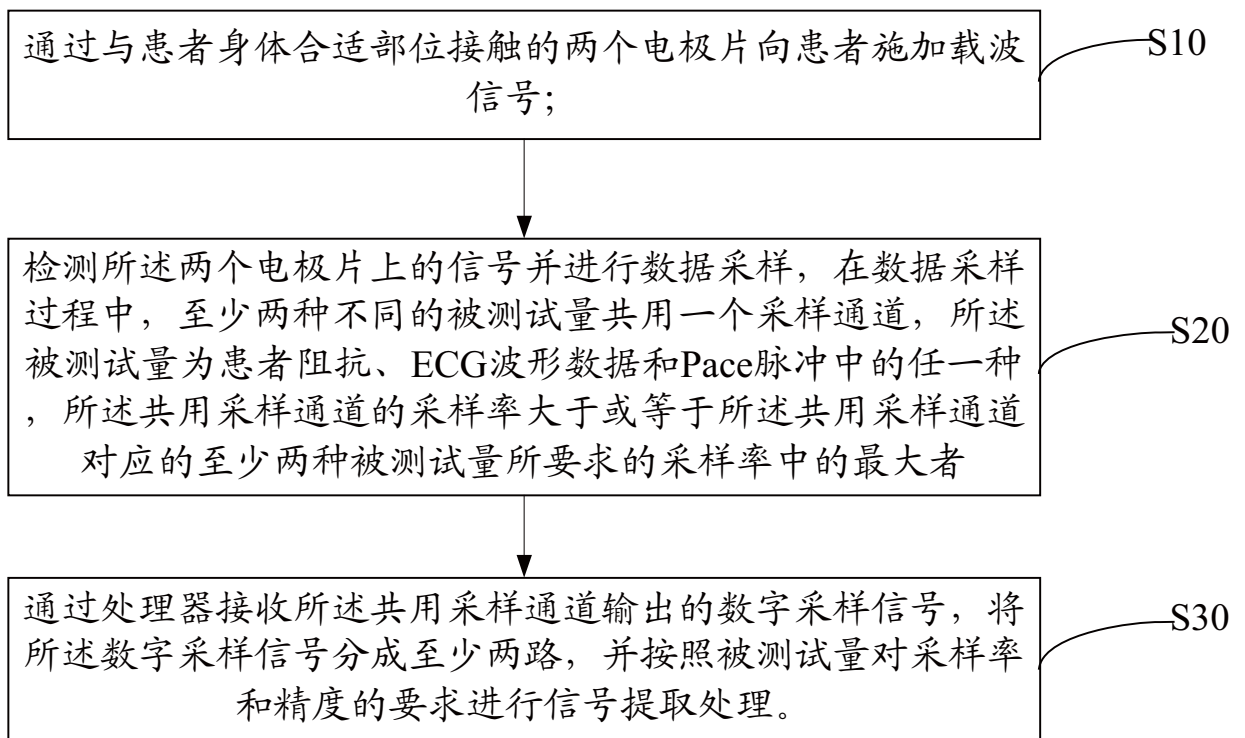 通过与患者身体合适部位接触的两个电极片向患者施加载波
信号;
S10
检测所述两个电极片上的信号并进行数据采样，在数据采样
过程中，至少两种不同的被测试量共用一个采样通道，所述
被测试量为患者阻抗、ECG波形数据和Pace脉冲中的任一种
，所述共用采样通道的采样率大于或等于所述共用采样通道
对应的至少两种被测试量所要求的采样率中的最大者
S20
通过处理器接收所述共用采样通道输出的数字采样信号，将
所述数字采样信号分成至少两路，并按照被测试量对采样率
和精度的要求进行信号提取处理。
S30